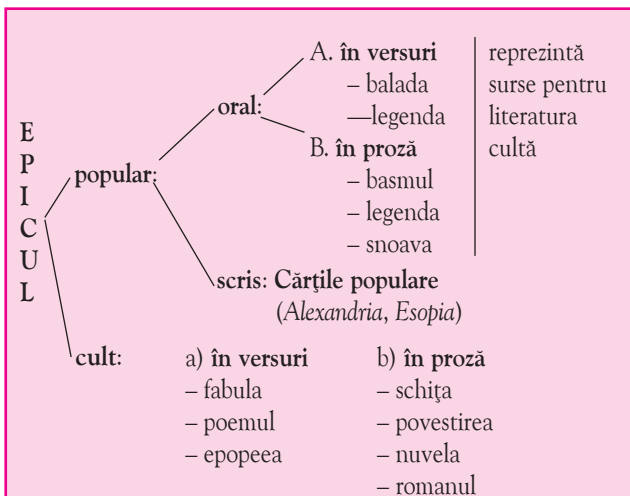 EPICUL
popular:
oral:
A. în versuri
– balada
—legenda
B. în proză
– basmul
– legenda
– snoava
reprezintă
surse pentru
literatura
cultă
scris: Cărţile populare
(Alexandria, Esopia)
cult:
a) în versuri
– fabula
– poemul
– epopeea
b) în proză
– schiţa
– povestirea
– nuvela
– romanul